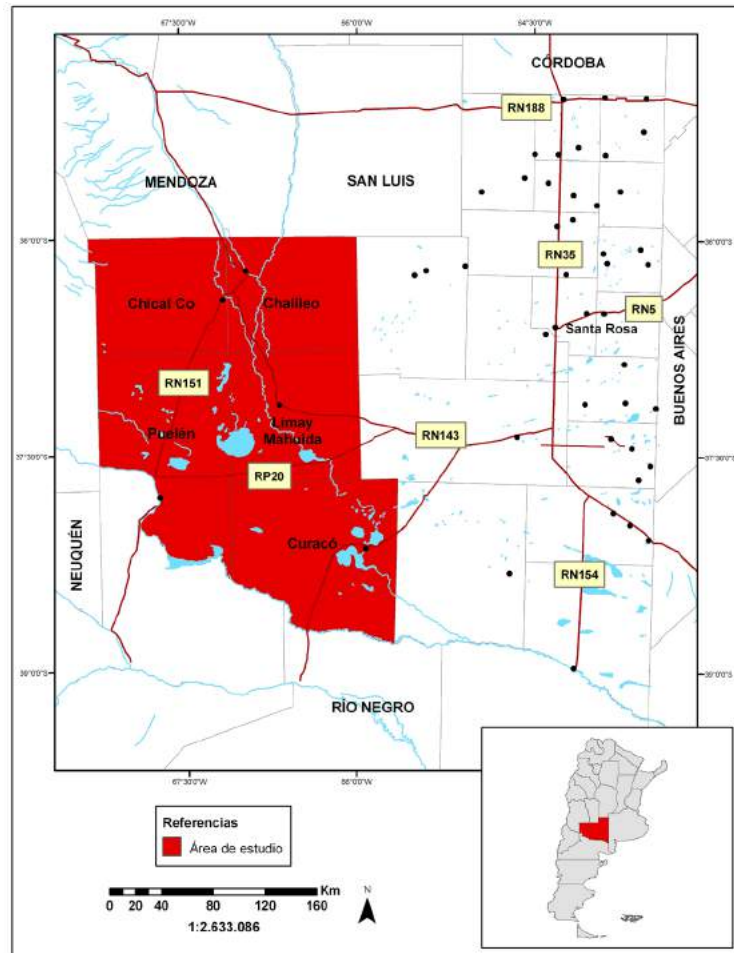 67°30'0"W
66°0'0"W
64°30'0"W
CÓRDOBA
RN188
MENDOZA
SAN LUIS
36°0'0"S
36°0'0"S
RN35
Chical Co
Chalileo
RN5
Santa Rosa
BUENOS AIRES
RN151
Limay
Mahuida
Puelén
RN143
37°30'0"S
37°30'0"S
RP20
Curacó
NEUQUÉN
RN154
39°0'0"S
39°0'0"S
RÍO NEGRO
67°30'0"W
66°0'0"W
Referencias
Área de estudio
Km
0 20 40 80 120 160
1:2.633.086
N